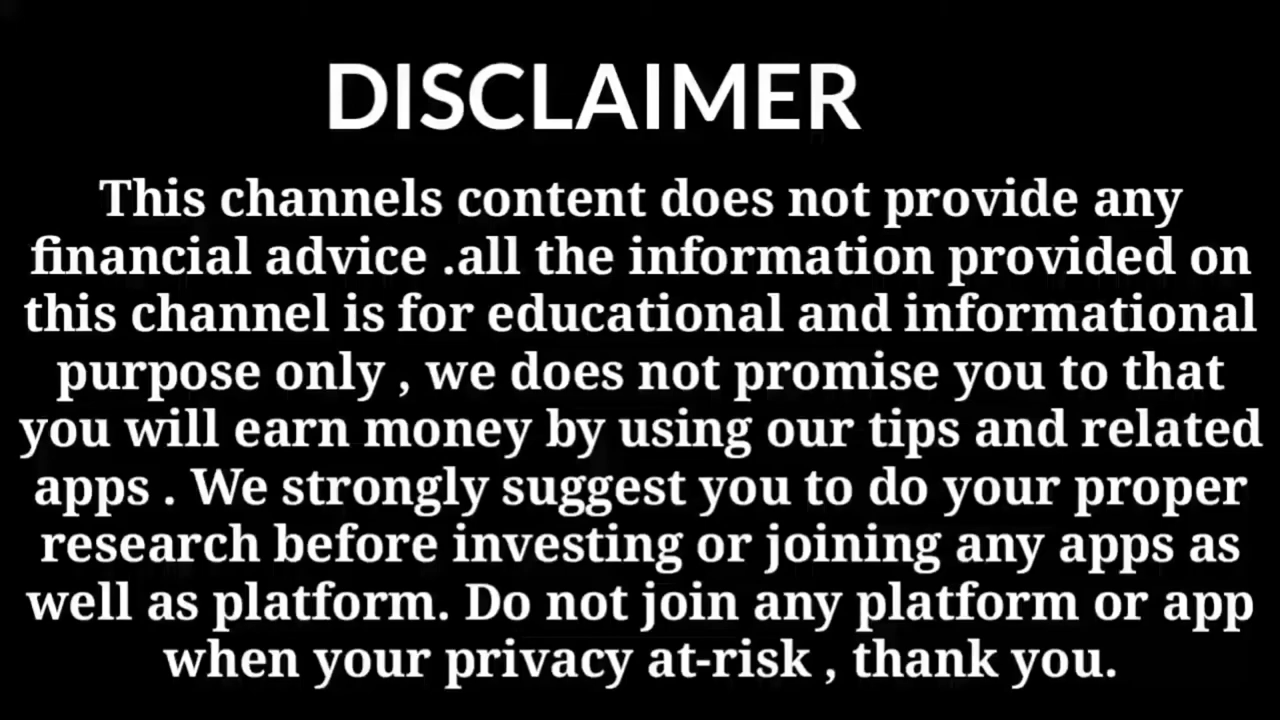 DISCLAIMER
This channels content does not provide any
financial advice .all the information provided on
this channel is for educational and informational
purpose only , we does not promise you to that
you will earn money by using our tips and related
apps . We strongly suggest you to do your proper
research before investing or joining any apps as
well as platform. Do not join any platform or app
when your privacy at-risk , thank you.